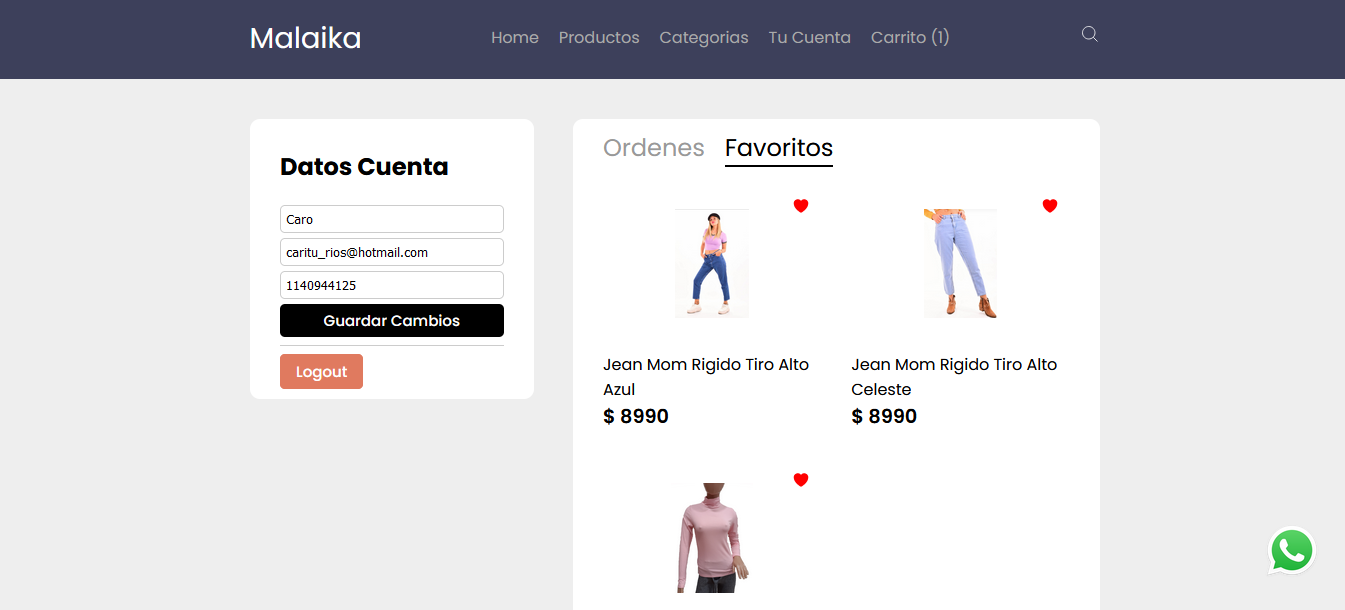 Malaika
Home Productos Categorias Tu Cuenta Carrito (1)
Datos Cuenta
Caro
caritu_rios@hotmail.com
1140944125
Guardar Cambios
Logout
Ordenes Favoritos
Jean Mom Rigido Tiro Alto
Azul
$ 8990
Jean Mom Rigido Tiro Alto
Celeste
$ 8990